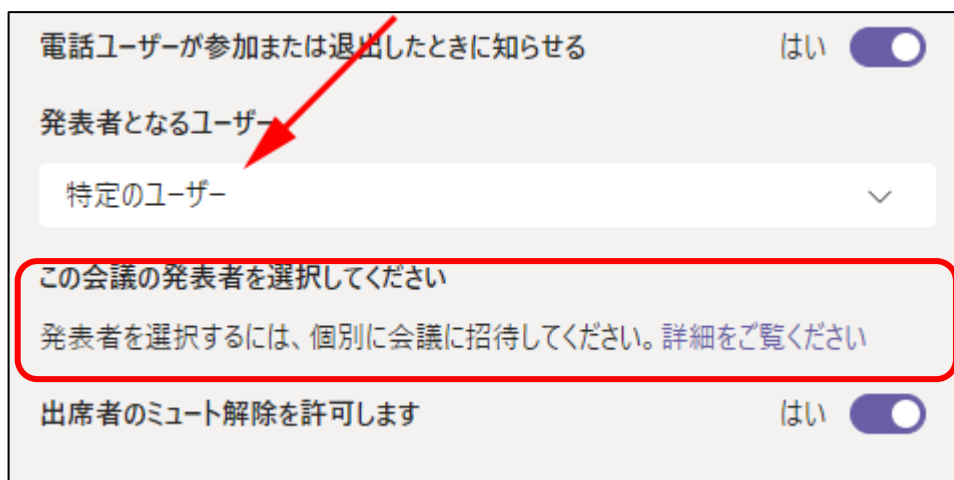 電話ユーザーが参加または退出したときに知らせる はい
発表者となるユーザー
特定のユーザー
この会議の発表者を選択してください
発表者を選択するには、個別に会議に招待してください。詳細をご覧ください
出席者のミュート解除を許可します はい